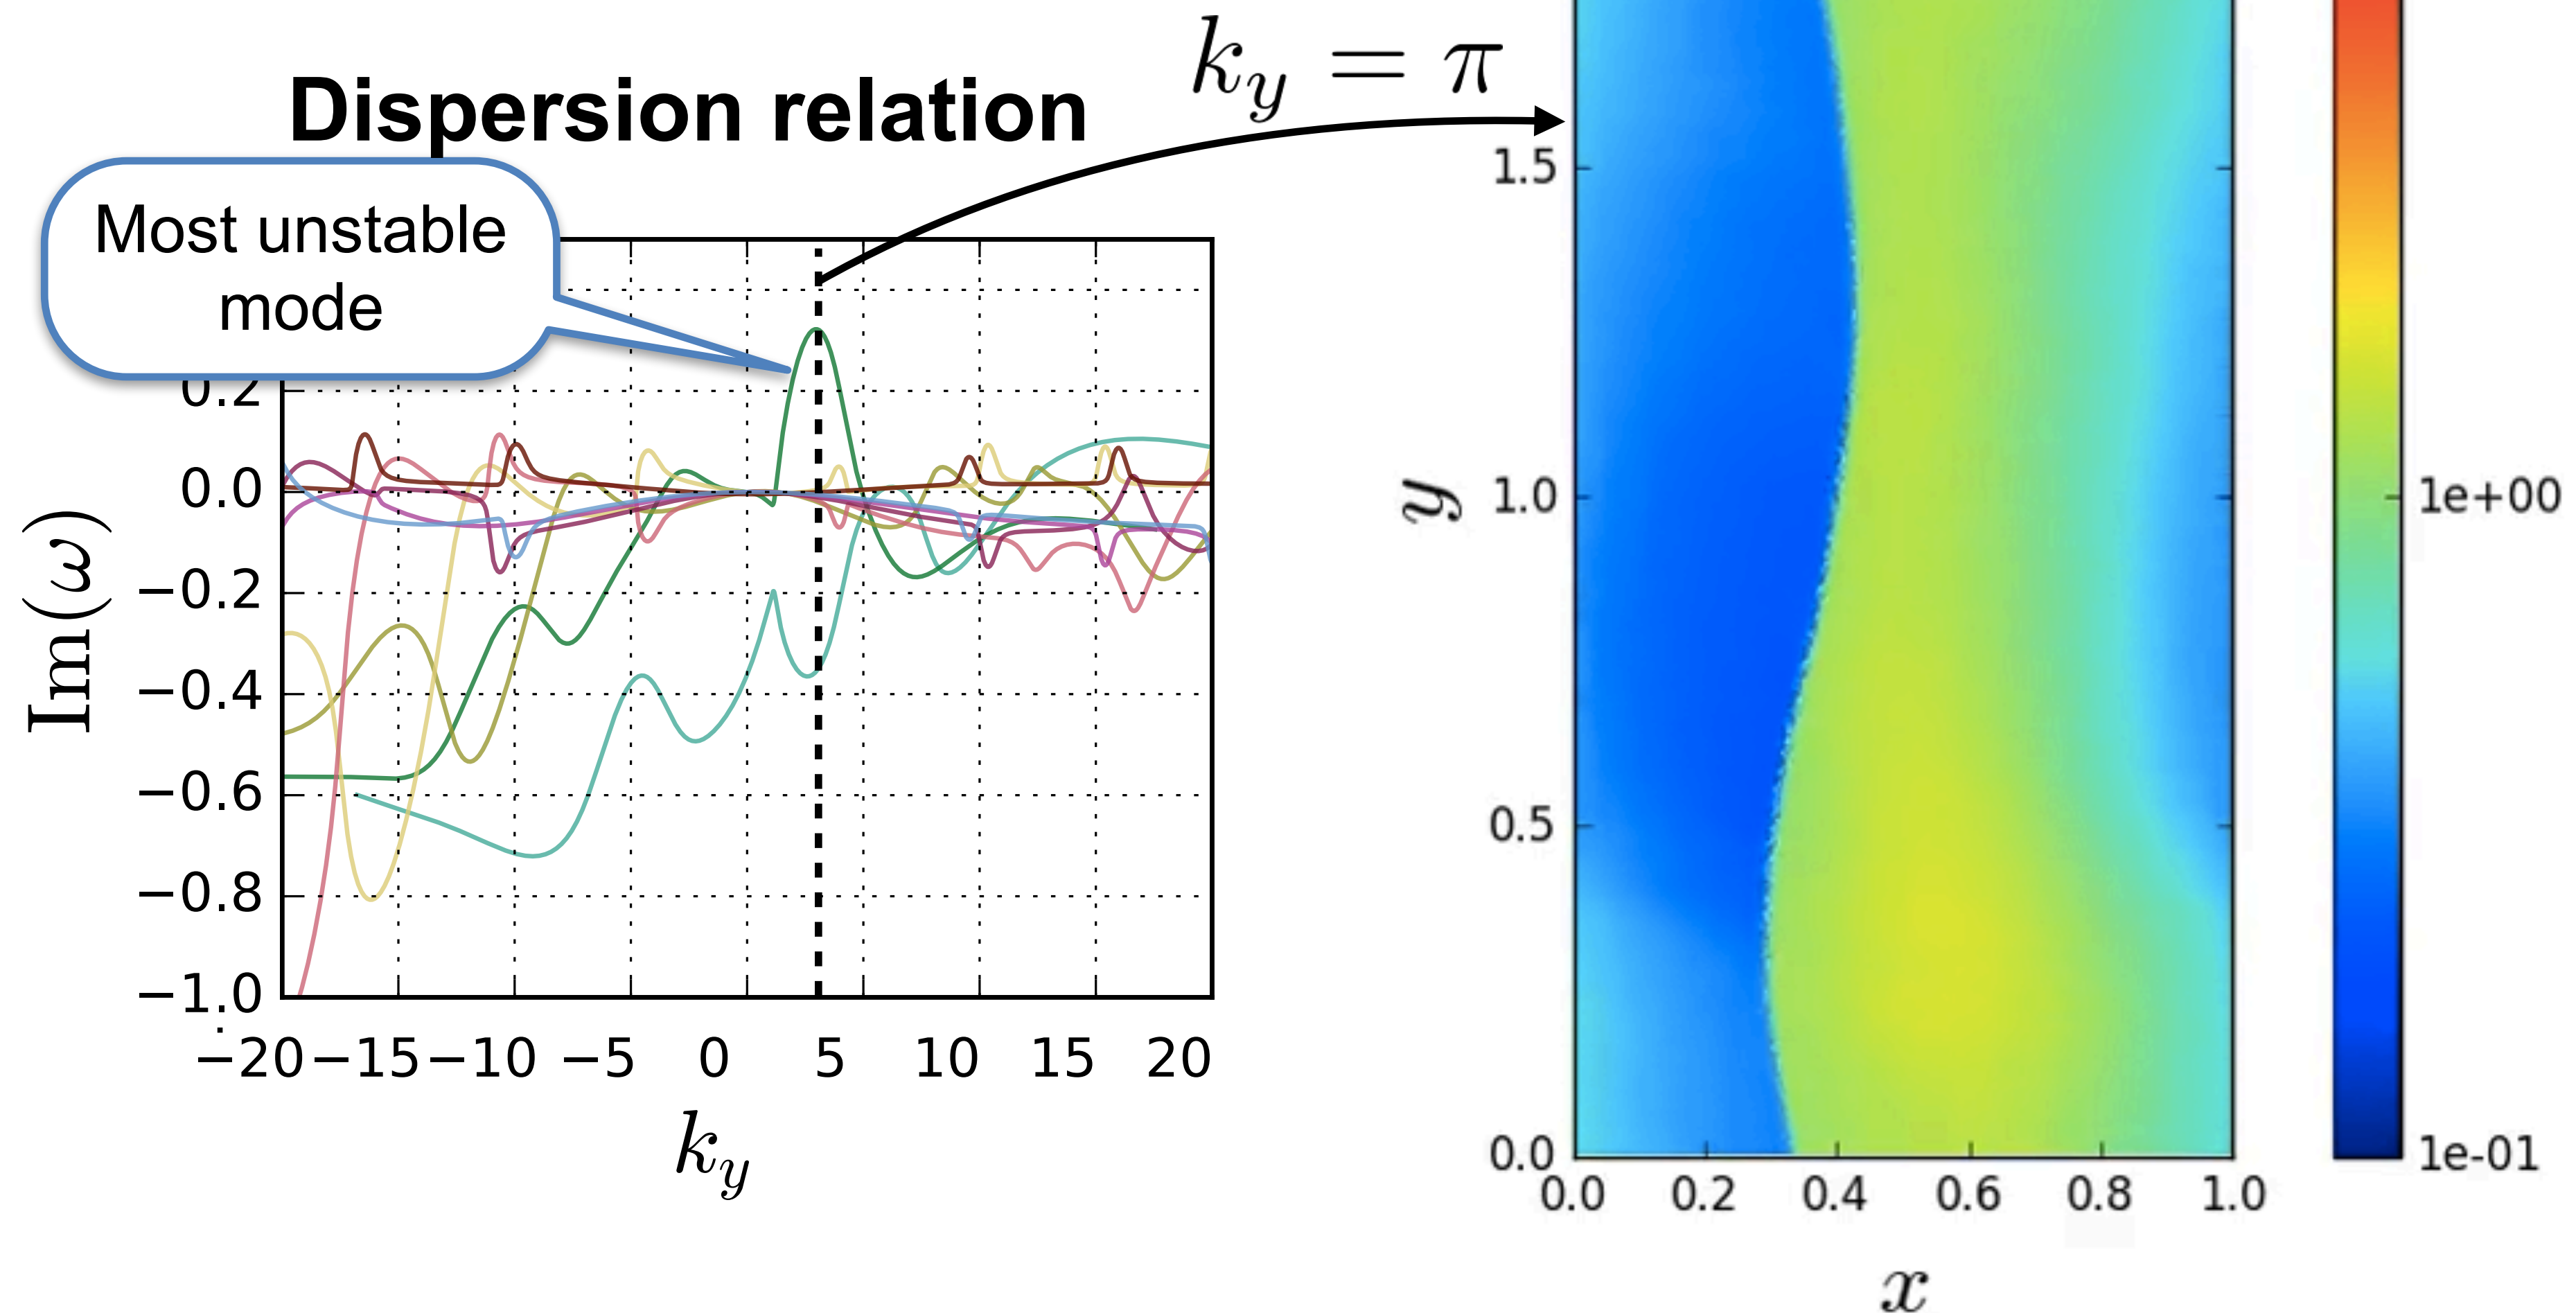 Dispersion relation
Most unstable
mode
k_y = π
0.2
0.0
−0.2
−0.4
−0.6
−0.8
−1.0
Im(ω)
−20 −15 −10 −5 0 5 10 15 20
k_y
1.5
1.0
0.5
0.0
y
0.0 0.2 0.4 0.6 0.8 1.0
x
1e+00
1e-01